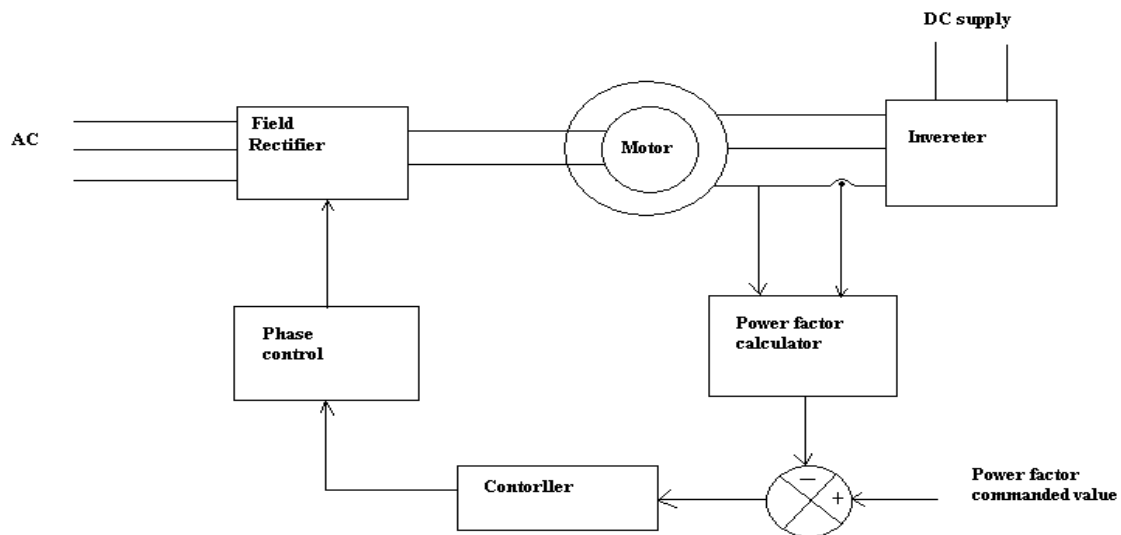 DC supply
AC
Field
Rectifier
Motor
Invereter
Phase
control
Power factor
calculator
Contorller
−
+
Power factor
commanded value